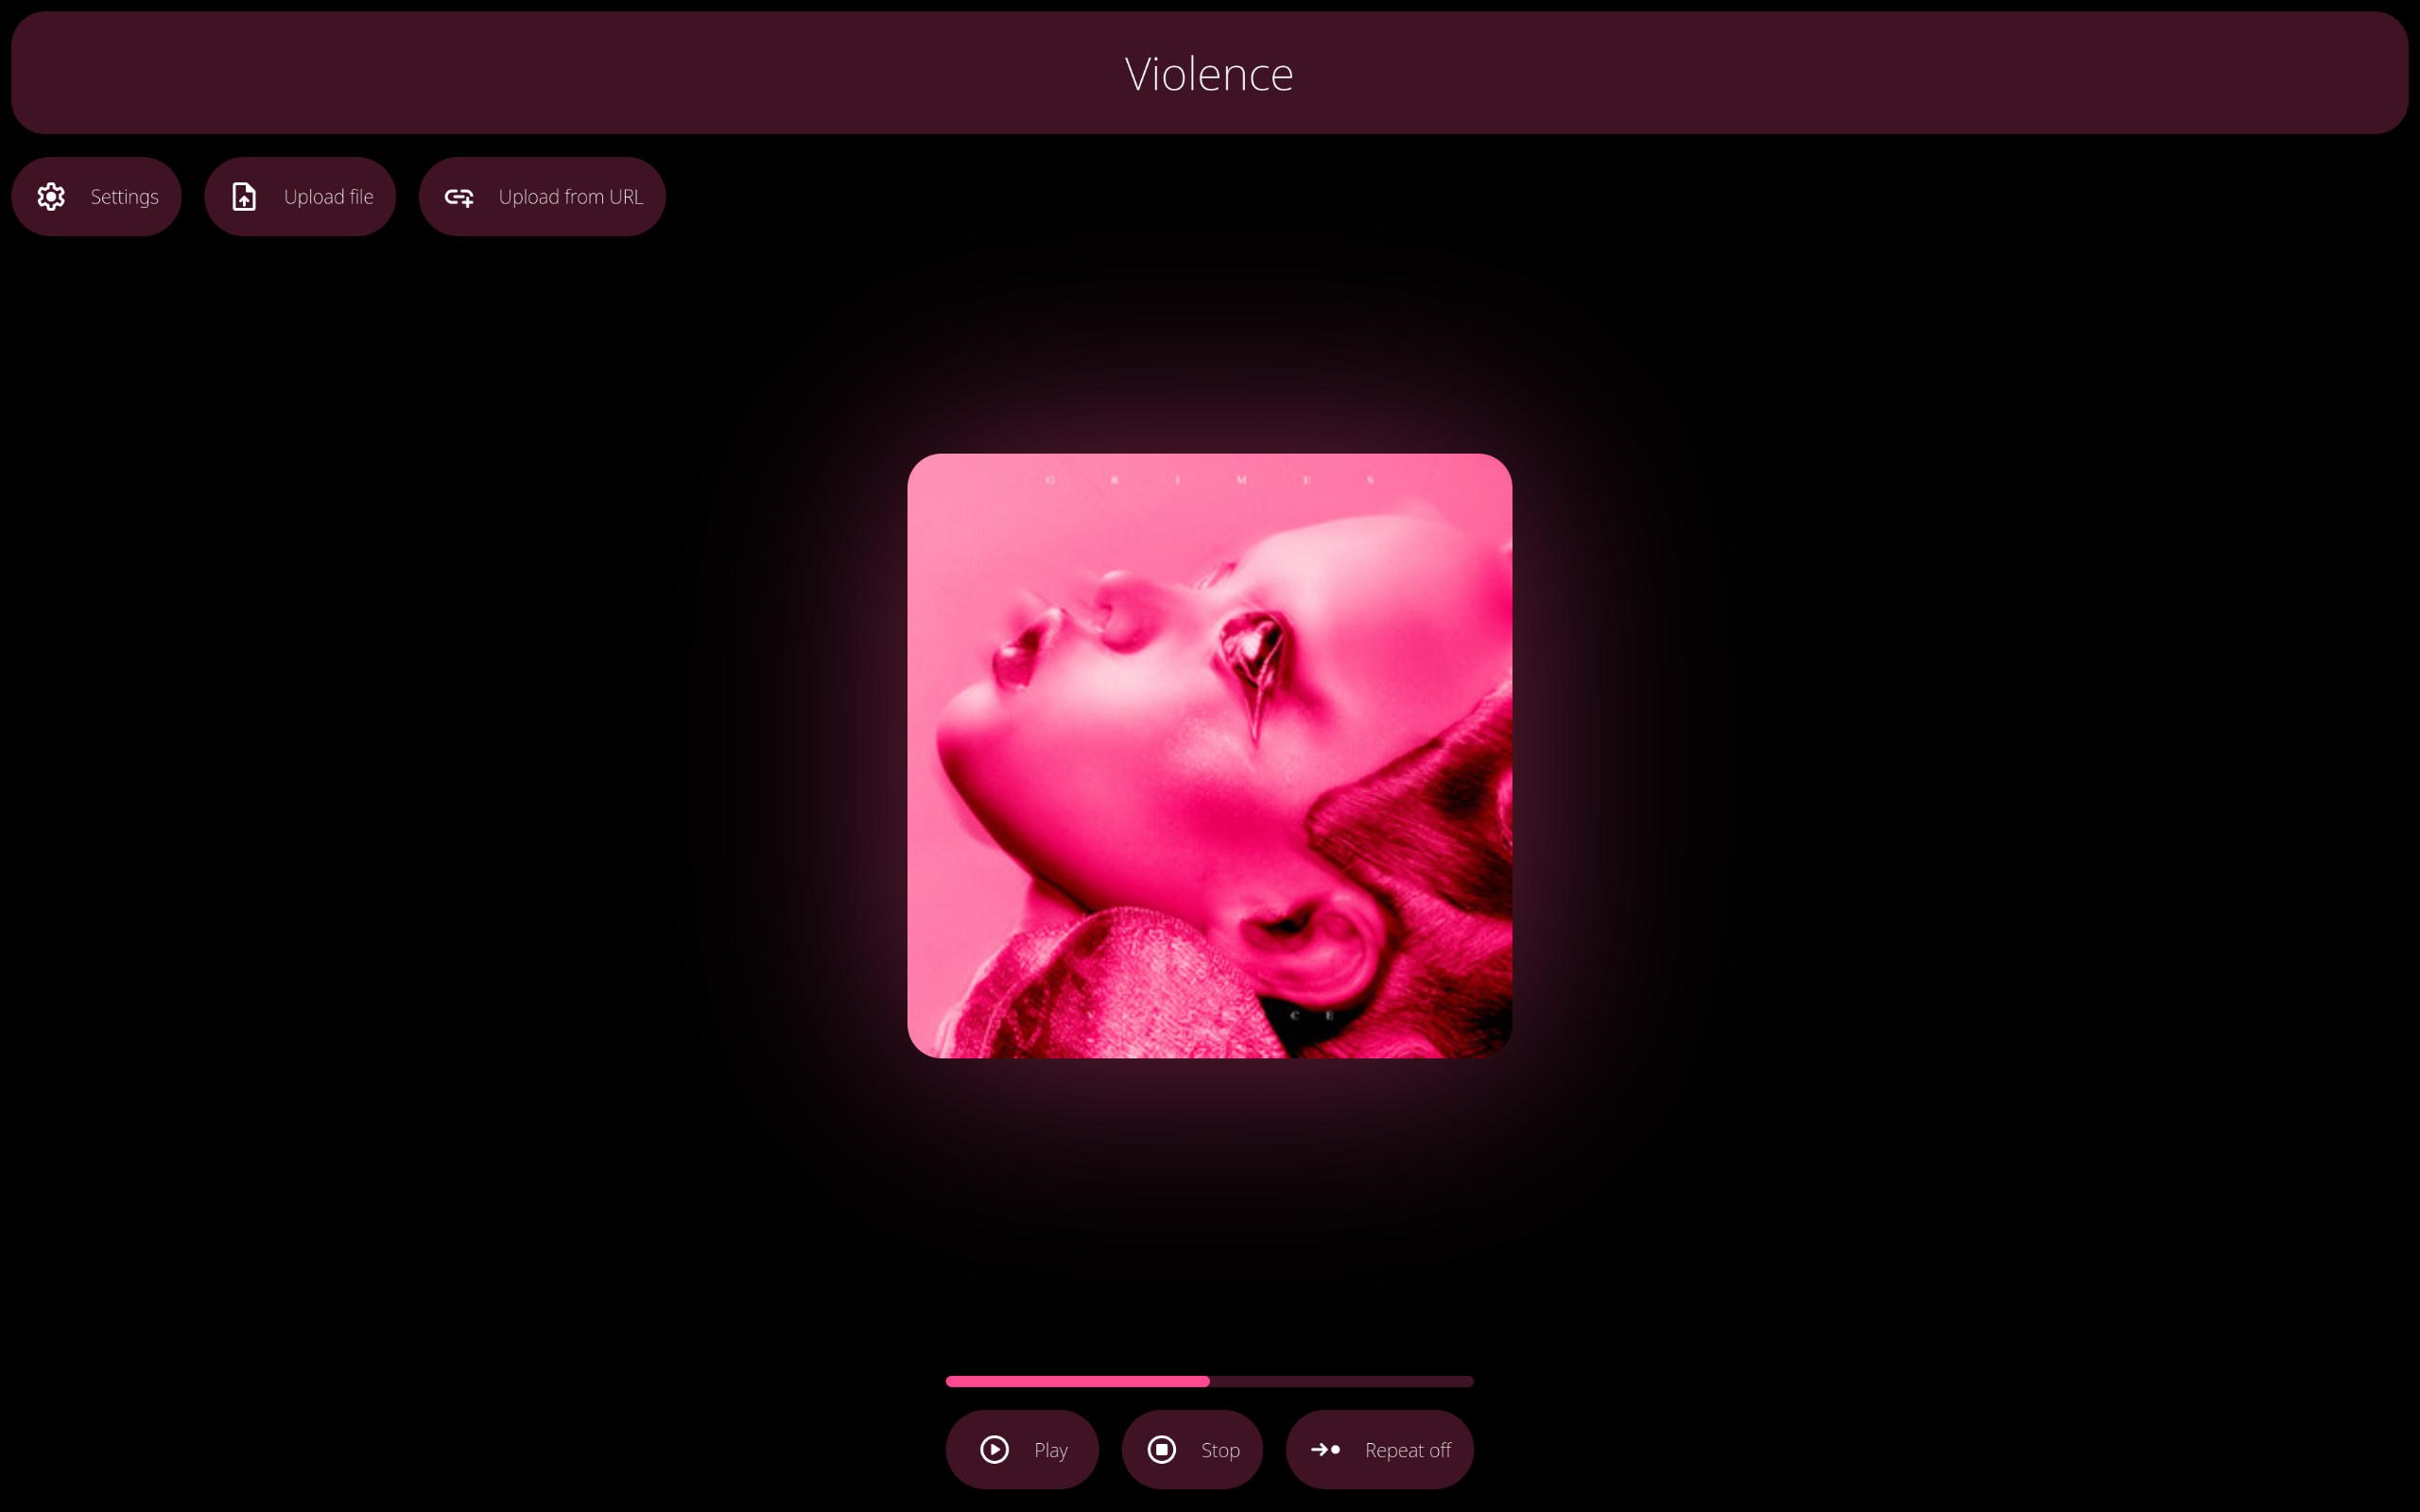 Violence
Settings
Upload file
Upload from URL
G R I M E S
C E
Play
Stop
Repeat off